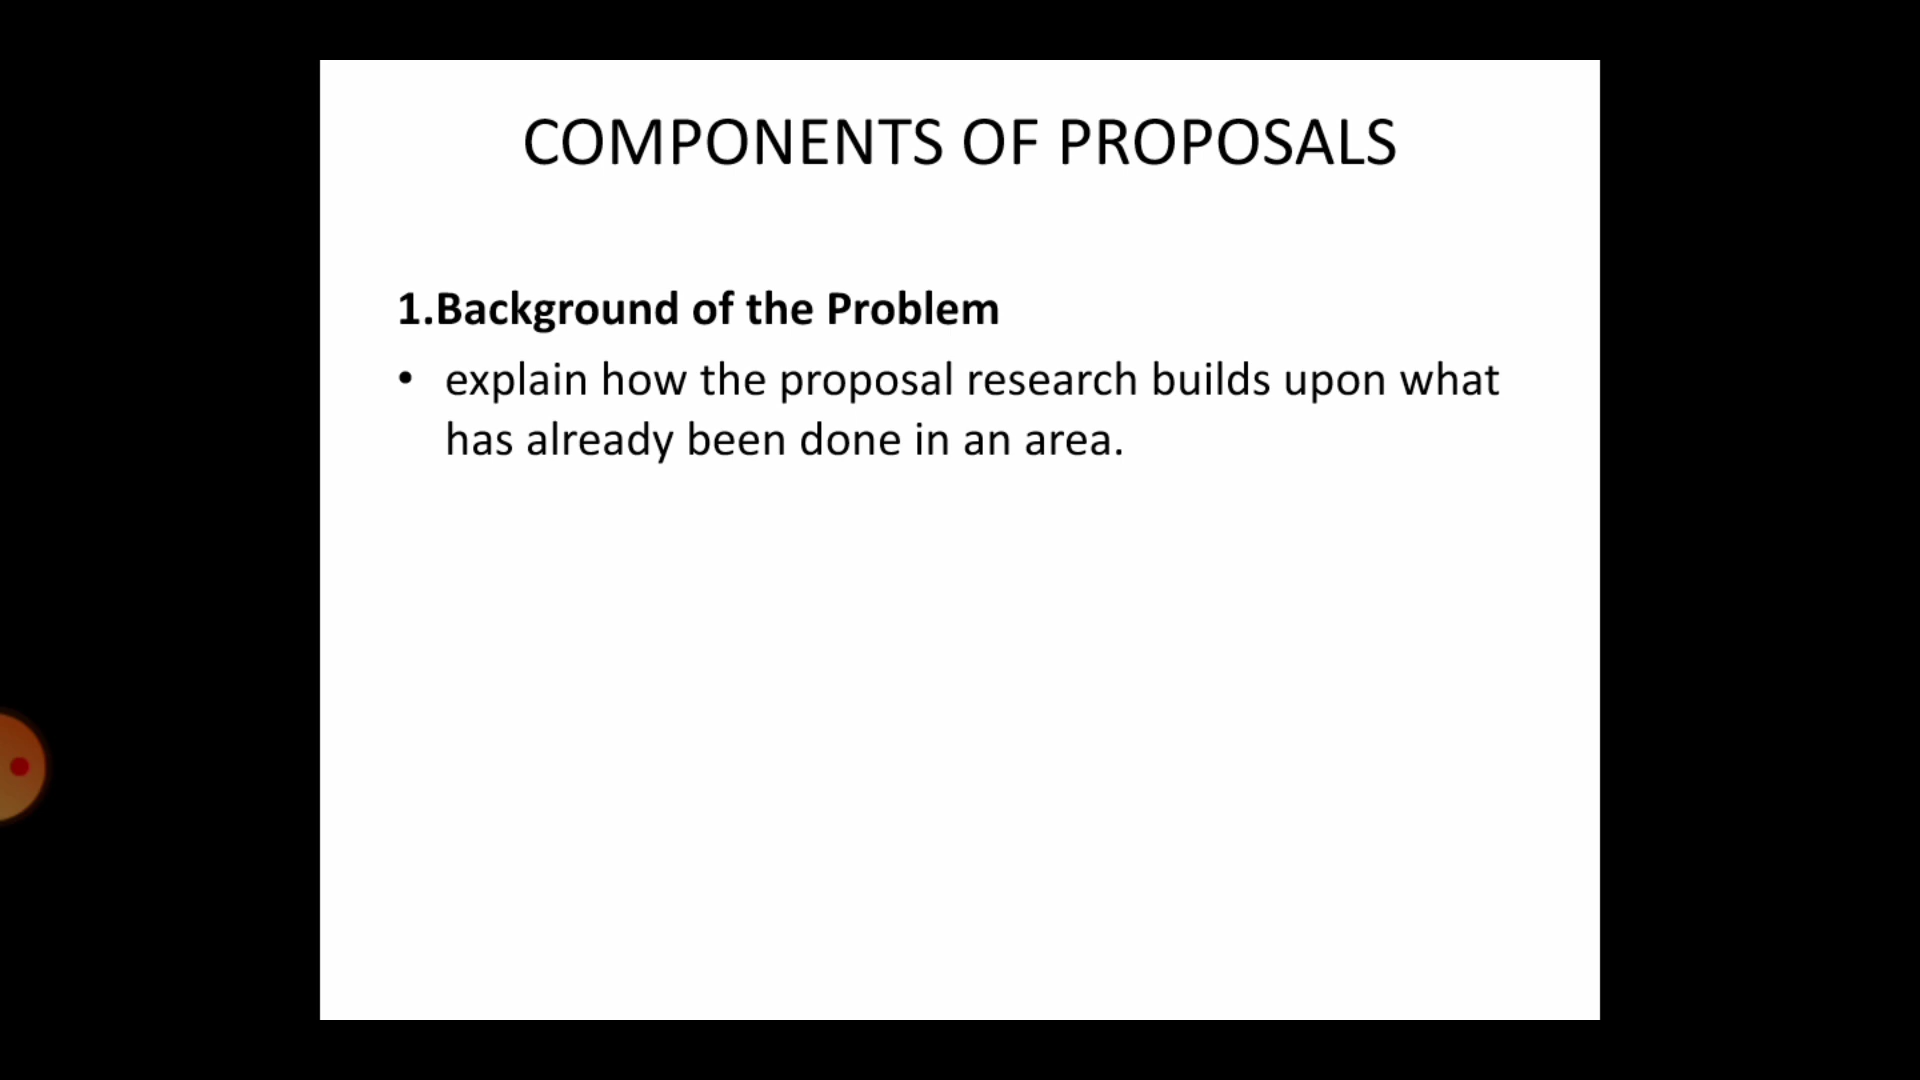 COMPONENTS OF PROPOSALS
1.Background of the Problem
• explain how the proposal research builds upon what
has already been done in an area.